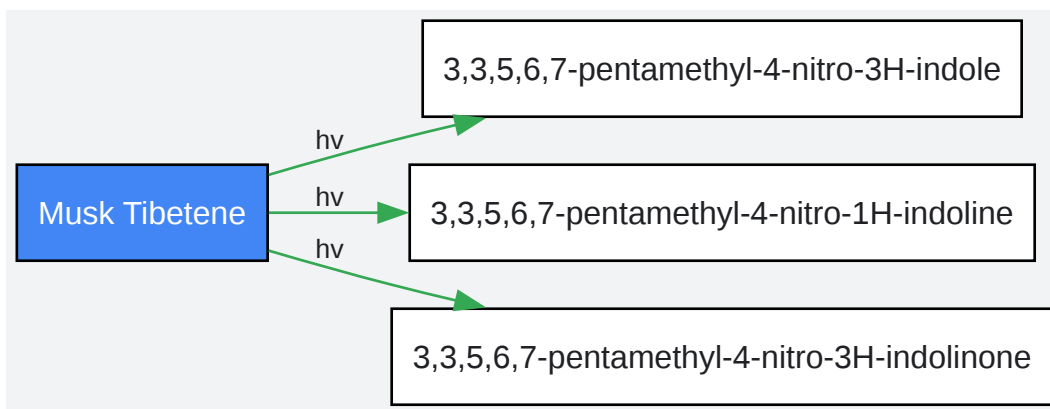 3,3,5,6,7-pentamethyl-4-nitro-3H-indole
hv
Musk Tibetene
hv
3,3,5,6,7-pentamethyl-4-nitro-1H-indoline
hv
3,3,5,6,7-pentamethyl-4-nitro-3H-indolinone